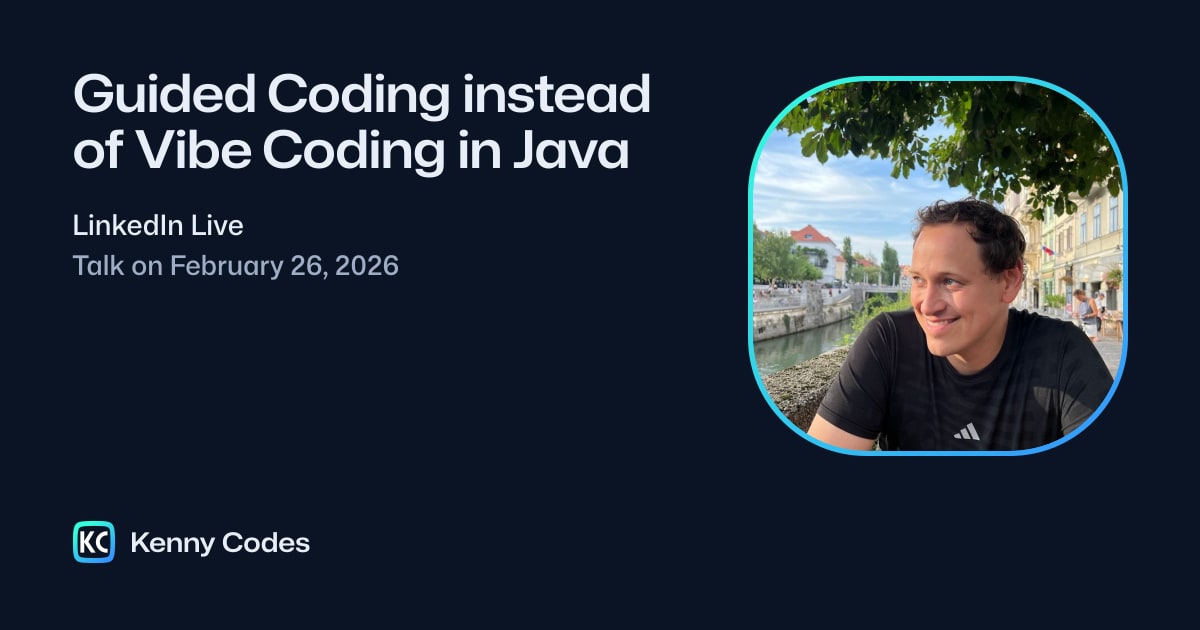 Guided Coding instead
of Vibe Coding in Java
LinkedIn Live
Talk on February 26, 2026
KC
Kenny Codes